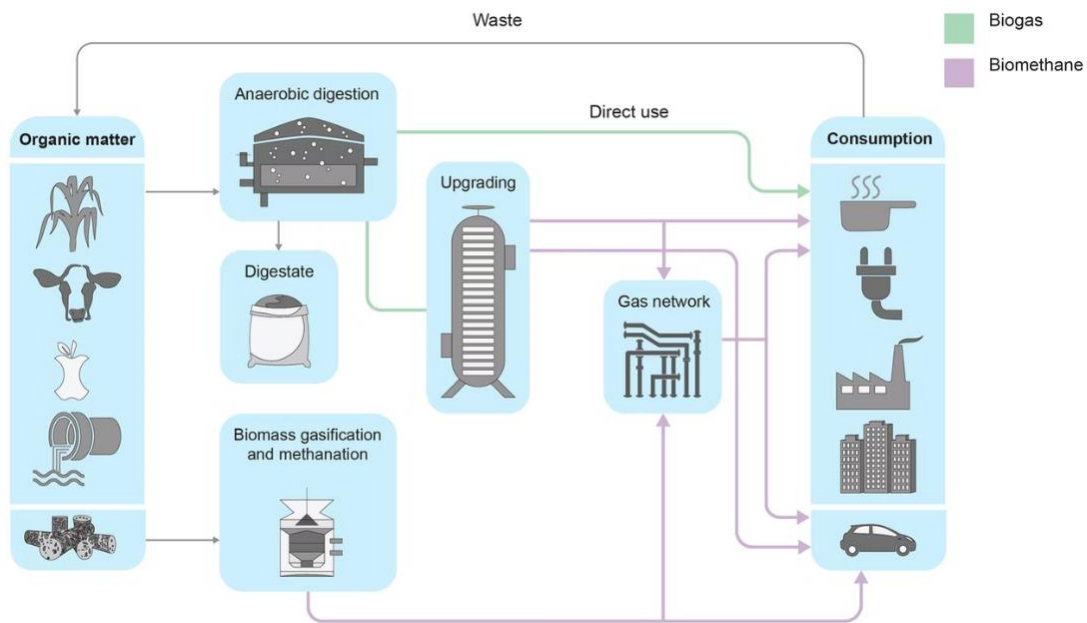 Waste
Biogas
Biomethane
Anaerobic digestion
Direct use
Organic matter
Consumption
Upgrading
Digestate
Gas network
Biomass gasification
and methanation